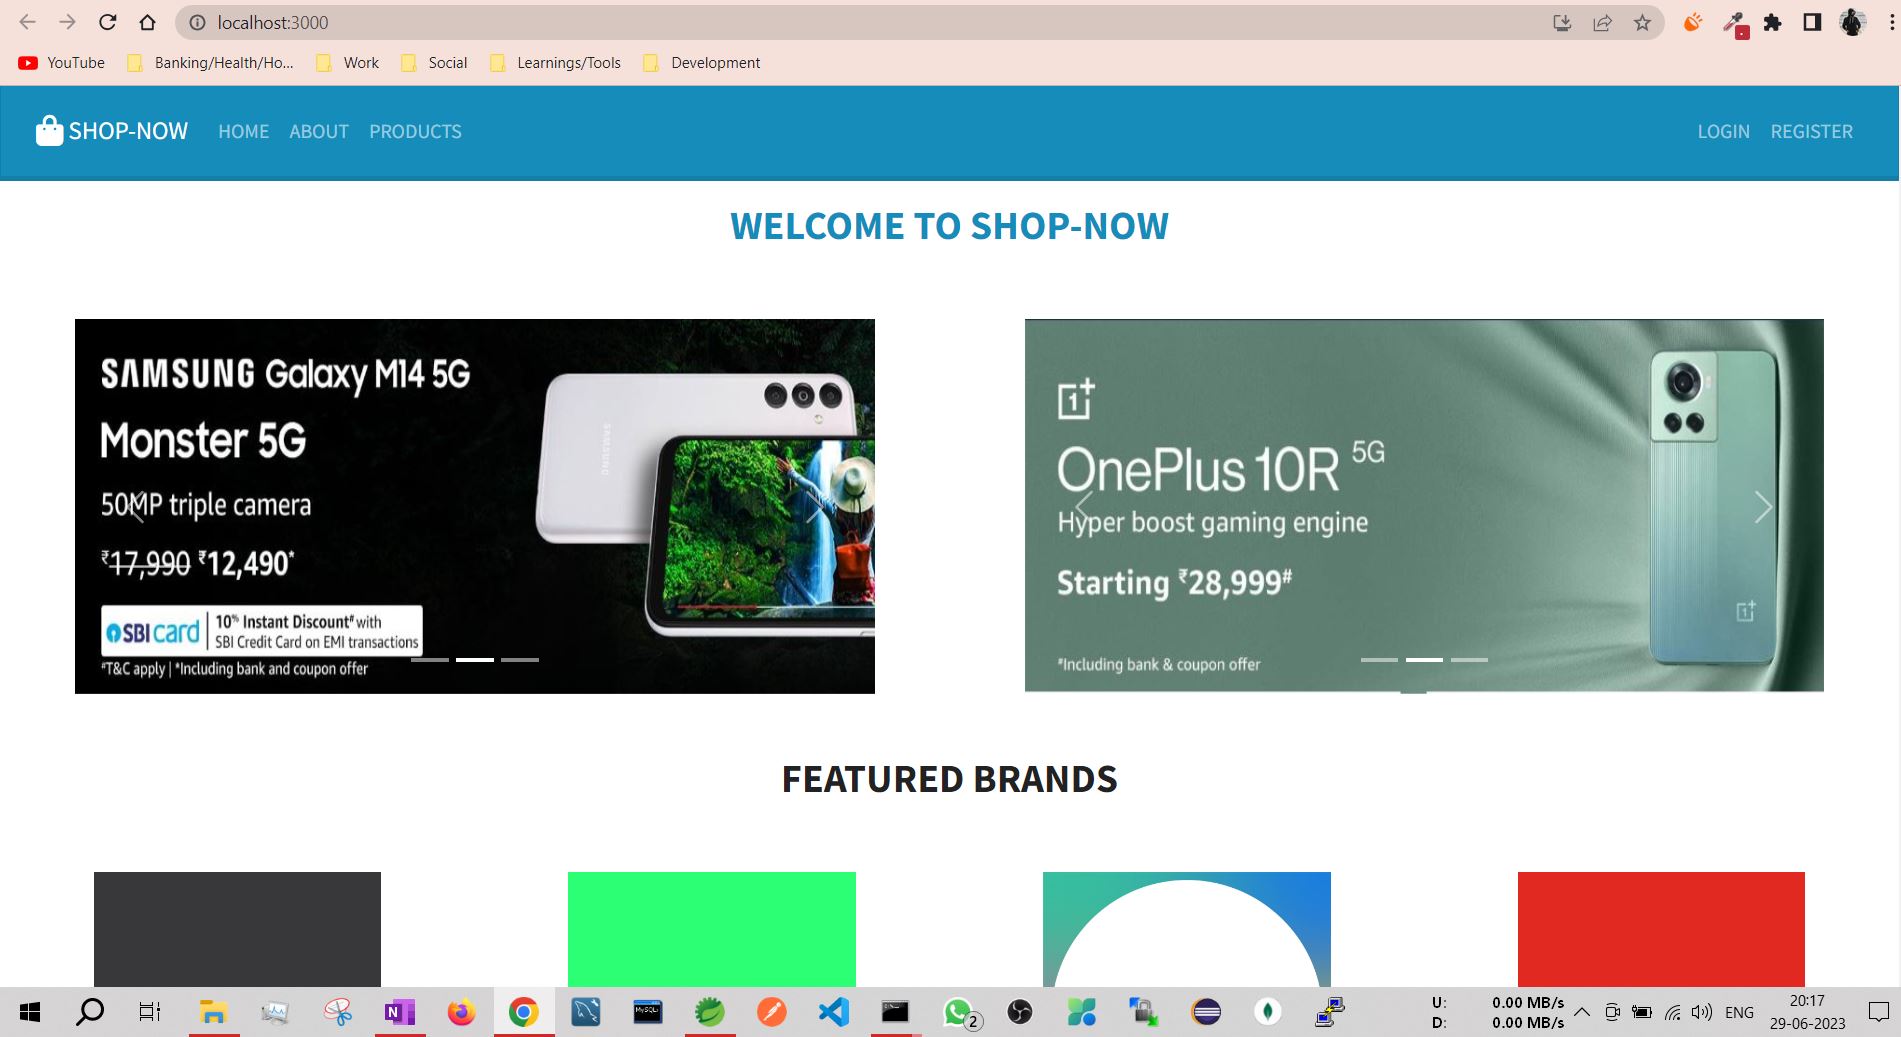 localhost:3000
YouTube Banking/Health/Ho... Work Social Learnings/Tools Development
SHOP-NOW HOME ABOUT PRODUCTS LOGIN REGISTER
WELCOME TO SHOP-NOW
SAMSUNG Galaxy M14 5G
Monster 5G
50MP triple camera
₹17,990 ₹12,490*
SBI card 10% Instant Discount# with
SBI Credit Card on EMI transactions
#T&C apply | *Including bank and coupon offer
SAMSUNG
1+
OnePlus 10R 5G
Hyper boost gaming engine
Starting ₹28,999#
#Including bank & coupon offer
FEATURED BRANDS
U: 0.00 MB/s
D: 0.00 MB/s
2
ENG
20:17
29-06-2023